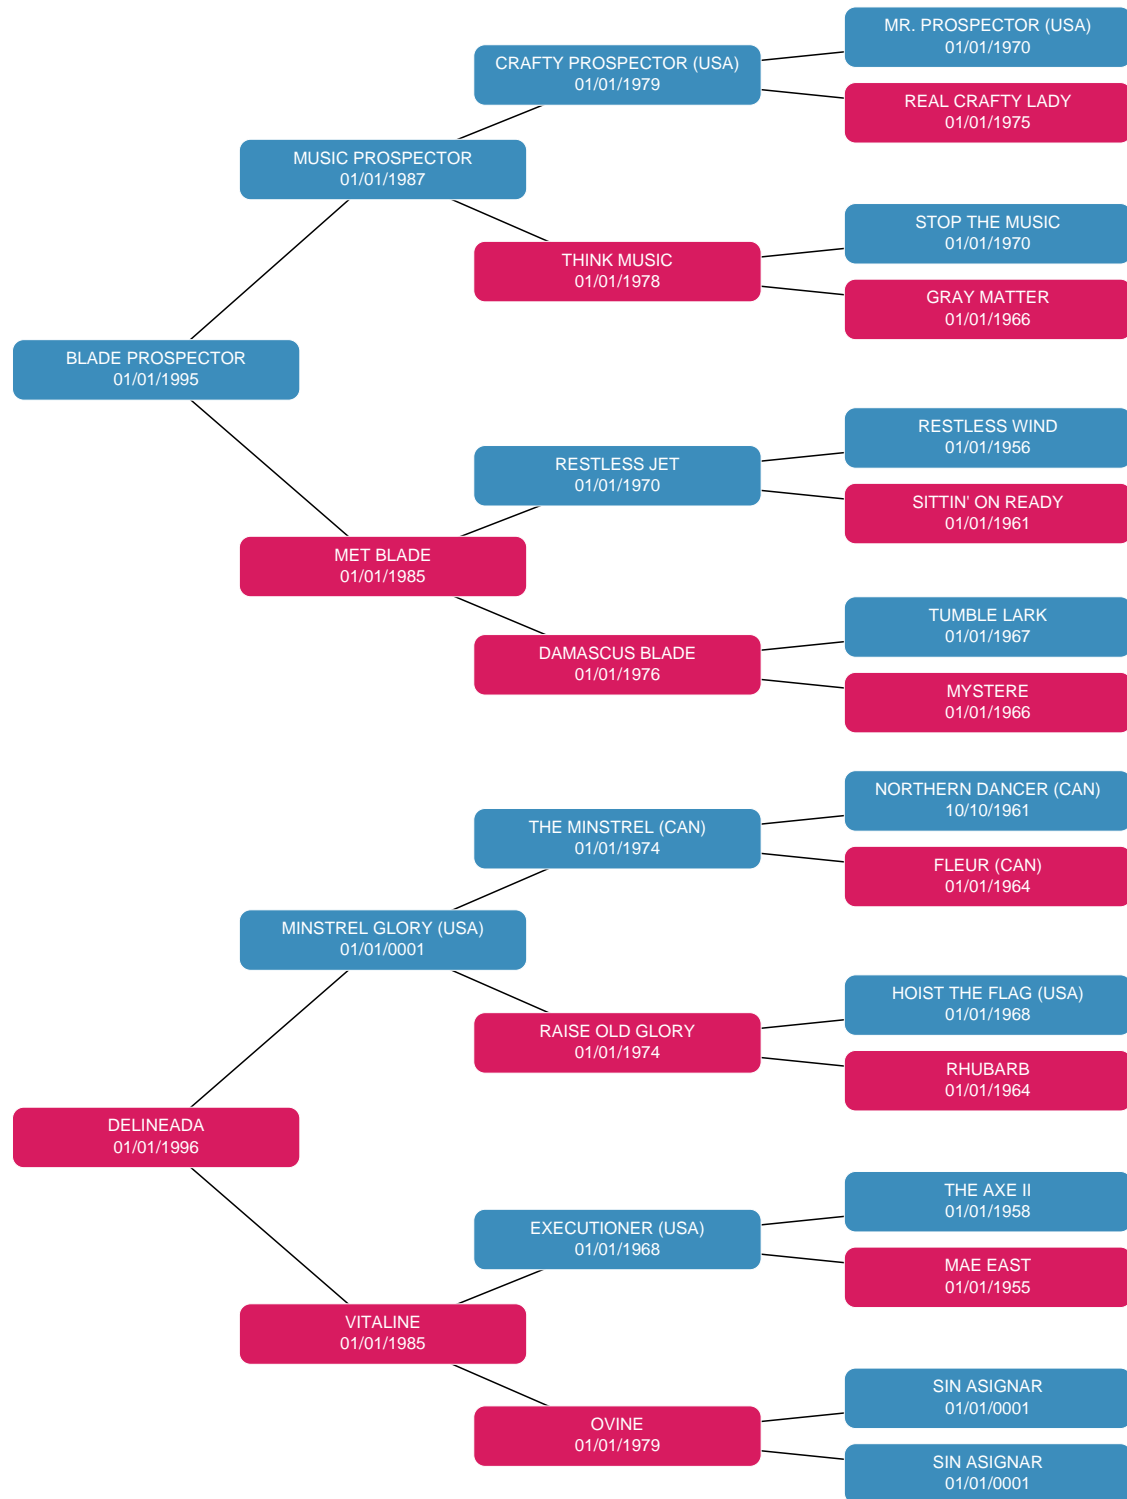 MR. PROSPECTOR (USA)
01/01/1970
CRAFTY PROSPECTOR (USA)
01/01/1979
REAL CRAFTY LADY
01/01/1975
MUSIC PROSPECTOR
01/01/1987
STOP THE MUSIC
01/01/1970
THINK MUSIC
01/01/1978
GRAY MATTER
01/01/1966
BLADE PROSPECTOR
01/01/1995
RESTLESS WIND
01/01/1956
RESTLESS JET
01/01/1970
SITTIN' ON READY
01/01/1961
MET BLADE
01/01/1985
TUMBLE LARK
01/01/1967
DAMASCUS BLADE
01/01/1976
MYSTERE
01/01/1966
NORTHERN DANCER (CAN)
10/10/1961
THE MINSTREL (CAN)
01/01/1974
FLEUR (CAN)
01/01/1964
MINSTREL GLORY (USA)
01/01/0001
HOIST THE FLAG (USA)
01/01/1968
RAISE OLD GLORY
01/01/1974
RHUBARB
01/01/1964
DELINEADA
01/01/1996
THE AXE II
01/01/1958
EXECUTIONER (USA)
01/01/1968
MAE EAST
01/01/1955
VITALINE
01/01/1985
SIN ASIGNAR
01/01/0001
OVINE
01/01/1979
SIN ASIGNAR
01/01/0001